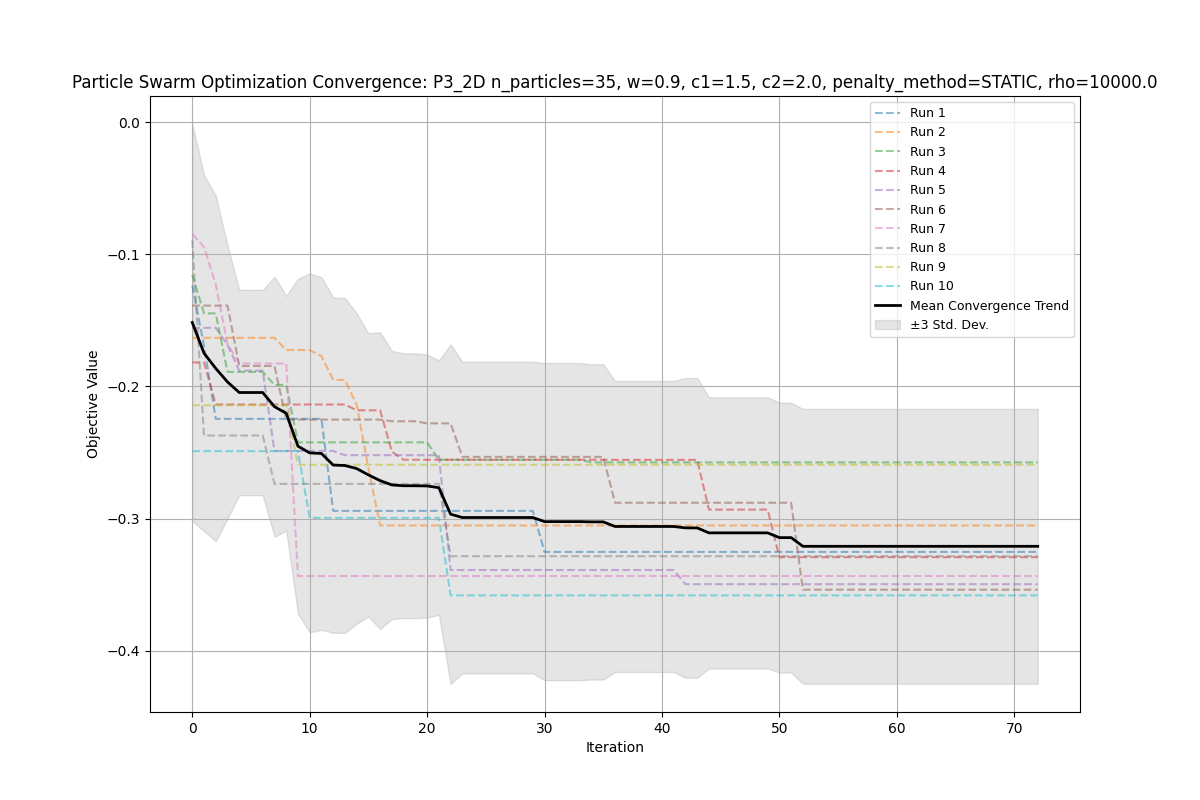 Particle Swarm Optimization Convergence: P3_2D n_particles=35, w=0.9, c1=1.5, c2=2.0, penalty_method=STATIC, rho=10000.0
0.0
−0.1
−0.2
−0.3
−0.4
Objective Value
0 10 20 30 40 50 60 70
Iteration
Run 1
Run 2
Run 3
Run 4
Run 5
Run 6
Run 7
Run 8
Run 9
Run 10
Mean Convergence Trend
±3 Std. Dev.